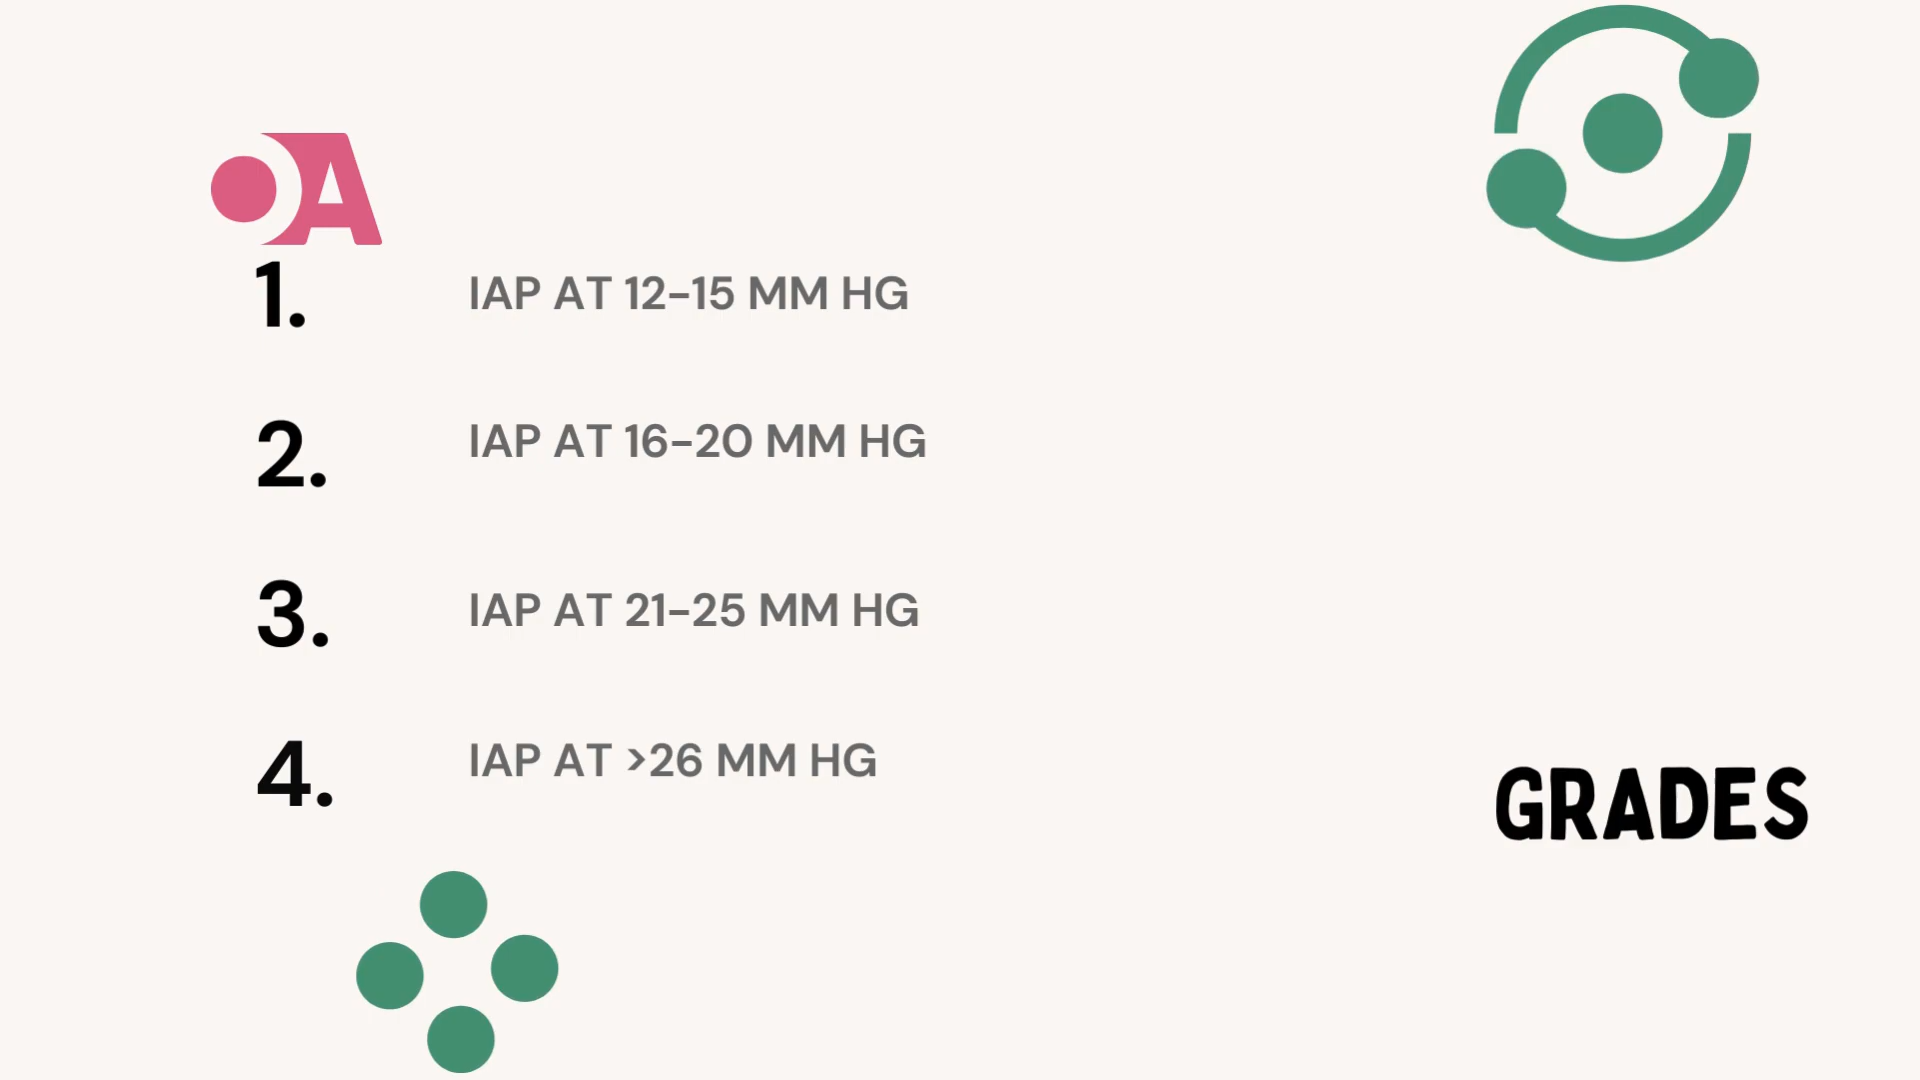 OA
1. IAP AT 12-15 MM HG
2. IAP AT 16-20 MM HG
3. IAP AT 21-25 MM HG
4. IAP AT >26 MM HG
GRADES